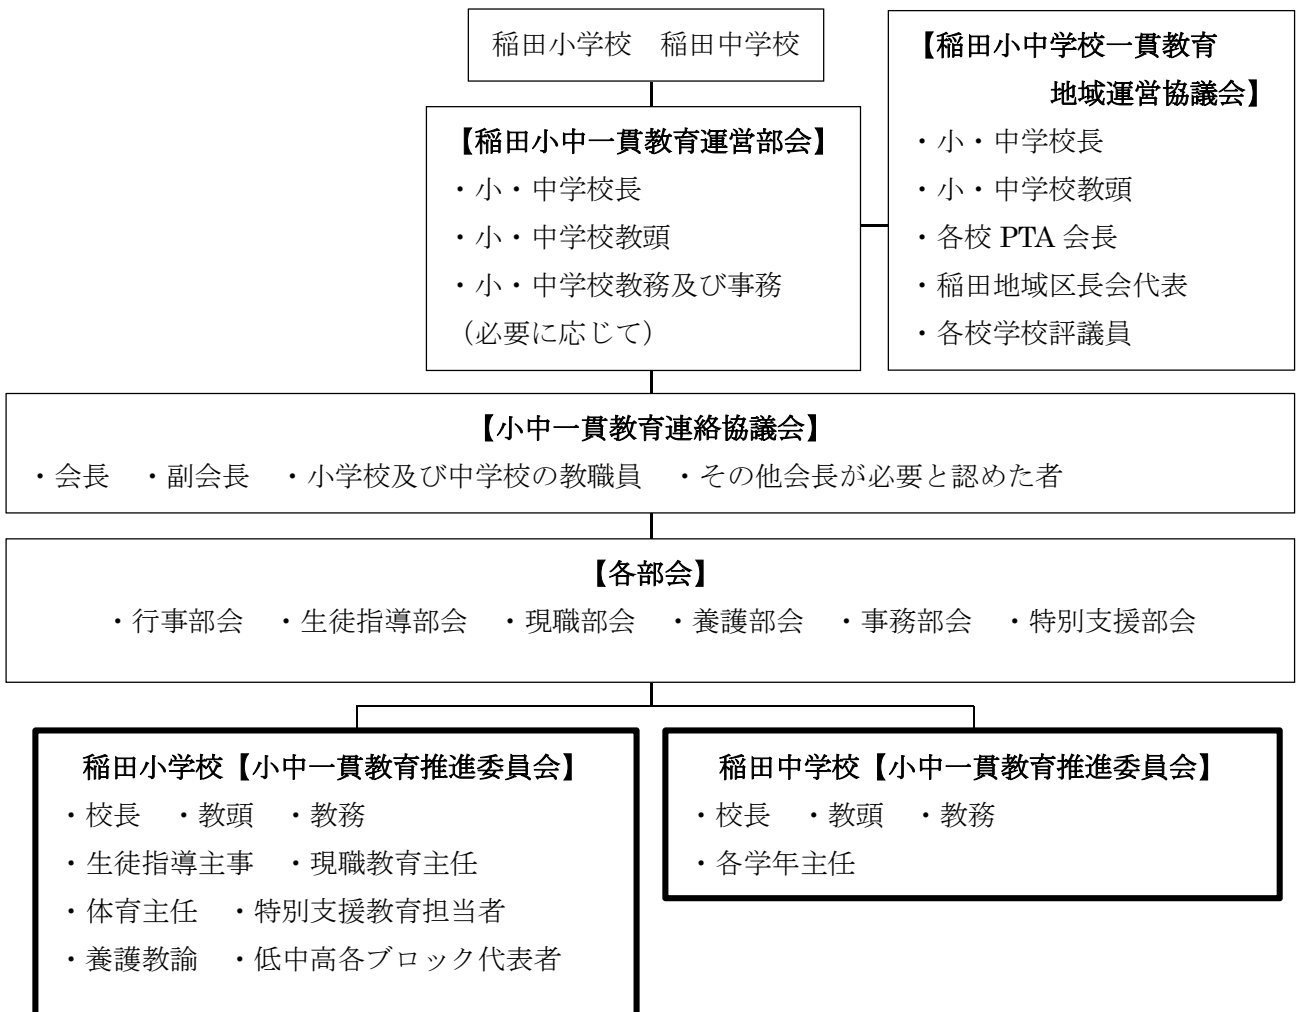 稲田小学校　稲田中学校
【稲田小中一貫教育運営部会】
・小・中学校長
・小・中学校教頭
・小・中学校教務及び事務
（必要に応じて）
【稲田小中学校一貫教育
地域運営協議会】
・小・中学校長
・小・中学校教頭
・各校 PTA 会長
・稲田地域区長会代表
・各校学校評議員
【小中一貫教育連絡協議会】
・会長　・副会長　・小学校及び中学校の教職員　・その他会長が必要と認めた者
【各部会】
・行事部会　・生徒指導部会　・現職部会　・養護部会　・事務部会　・特別支援部会
稲田小学校【小中一貫教育推進委員会】
・校長　・教頭　・教務
・生徒指導主事　・現職教育主任
・体育主任　・特別支援教育担当者
・養護教諭　・低中高各ブロック代表者
稲田中学校【小中一貫教育推進委員会】
・校長　・教頭　・教務
・各学年主任